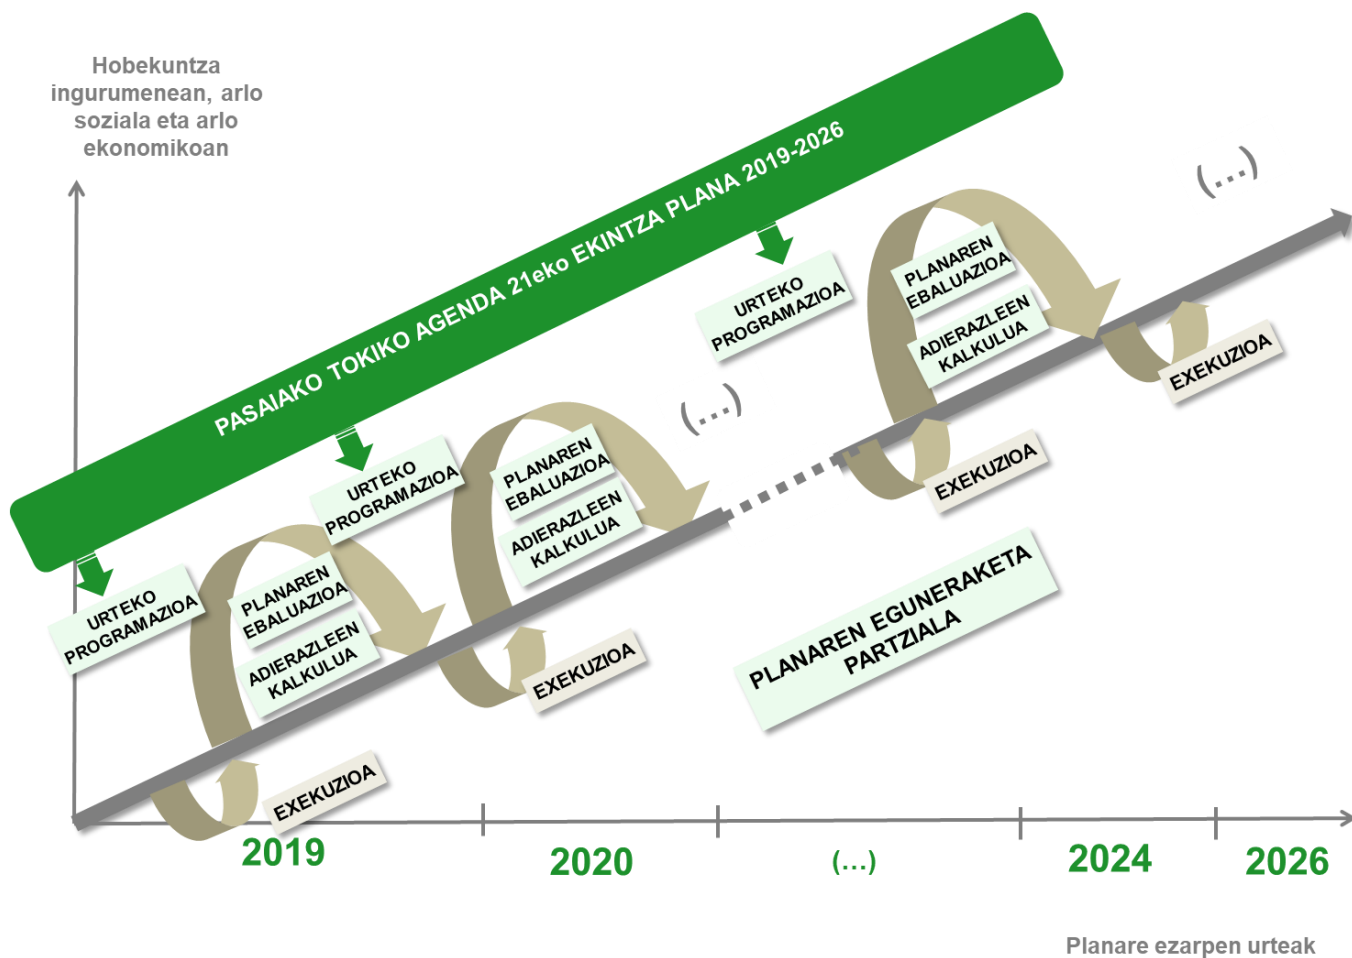 Hobekuntza
ingurumenean, arlo
soziala eta arlo
ekonomikoan
PASAIAKO TOKIKO AGENDA 21eko EKINTZA PLANA 2019-2026
(...)
URTEKO
PROGRAMAZIOA
PLANAREN
EBALUAZIOA
ADIERAZLEEN
KALKULUA
EXEKUZIOA
(...)
URTEKO
PROGRAMAZIOA
PLANAREN
EBALUAZIOA
ADIERAZLEEN
KALKULUA
EXEKUZIOA
URTEKO
PROGRAMAZIOA
PLANAREN
EBALUAZIOA
ADIERAZLEEN
KALKULUA
EXEKUZIOA
PLANAREN EGUNERAKETA
PARTZIALA
EXEKUZIOA
2019
2020
(...)
2024
2026
Planare ezarpen urteak